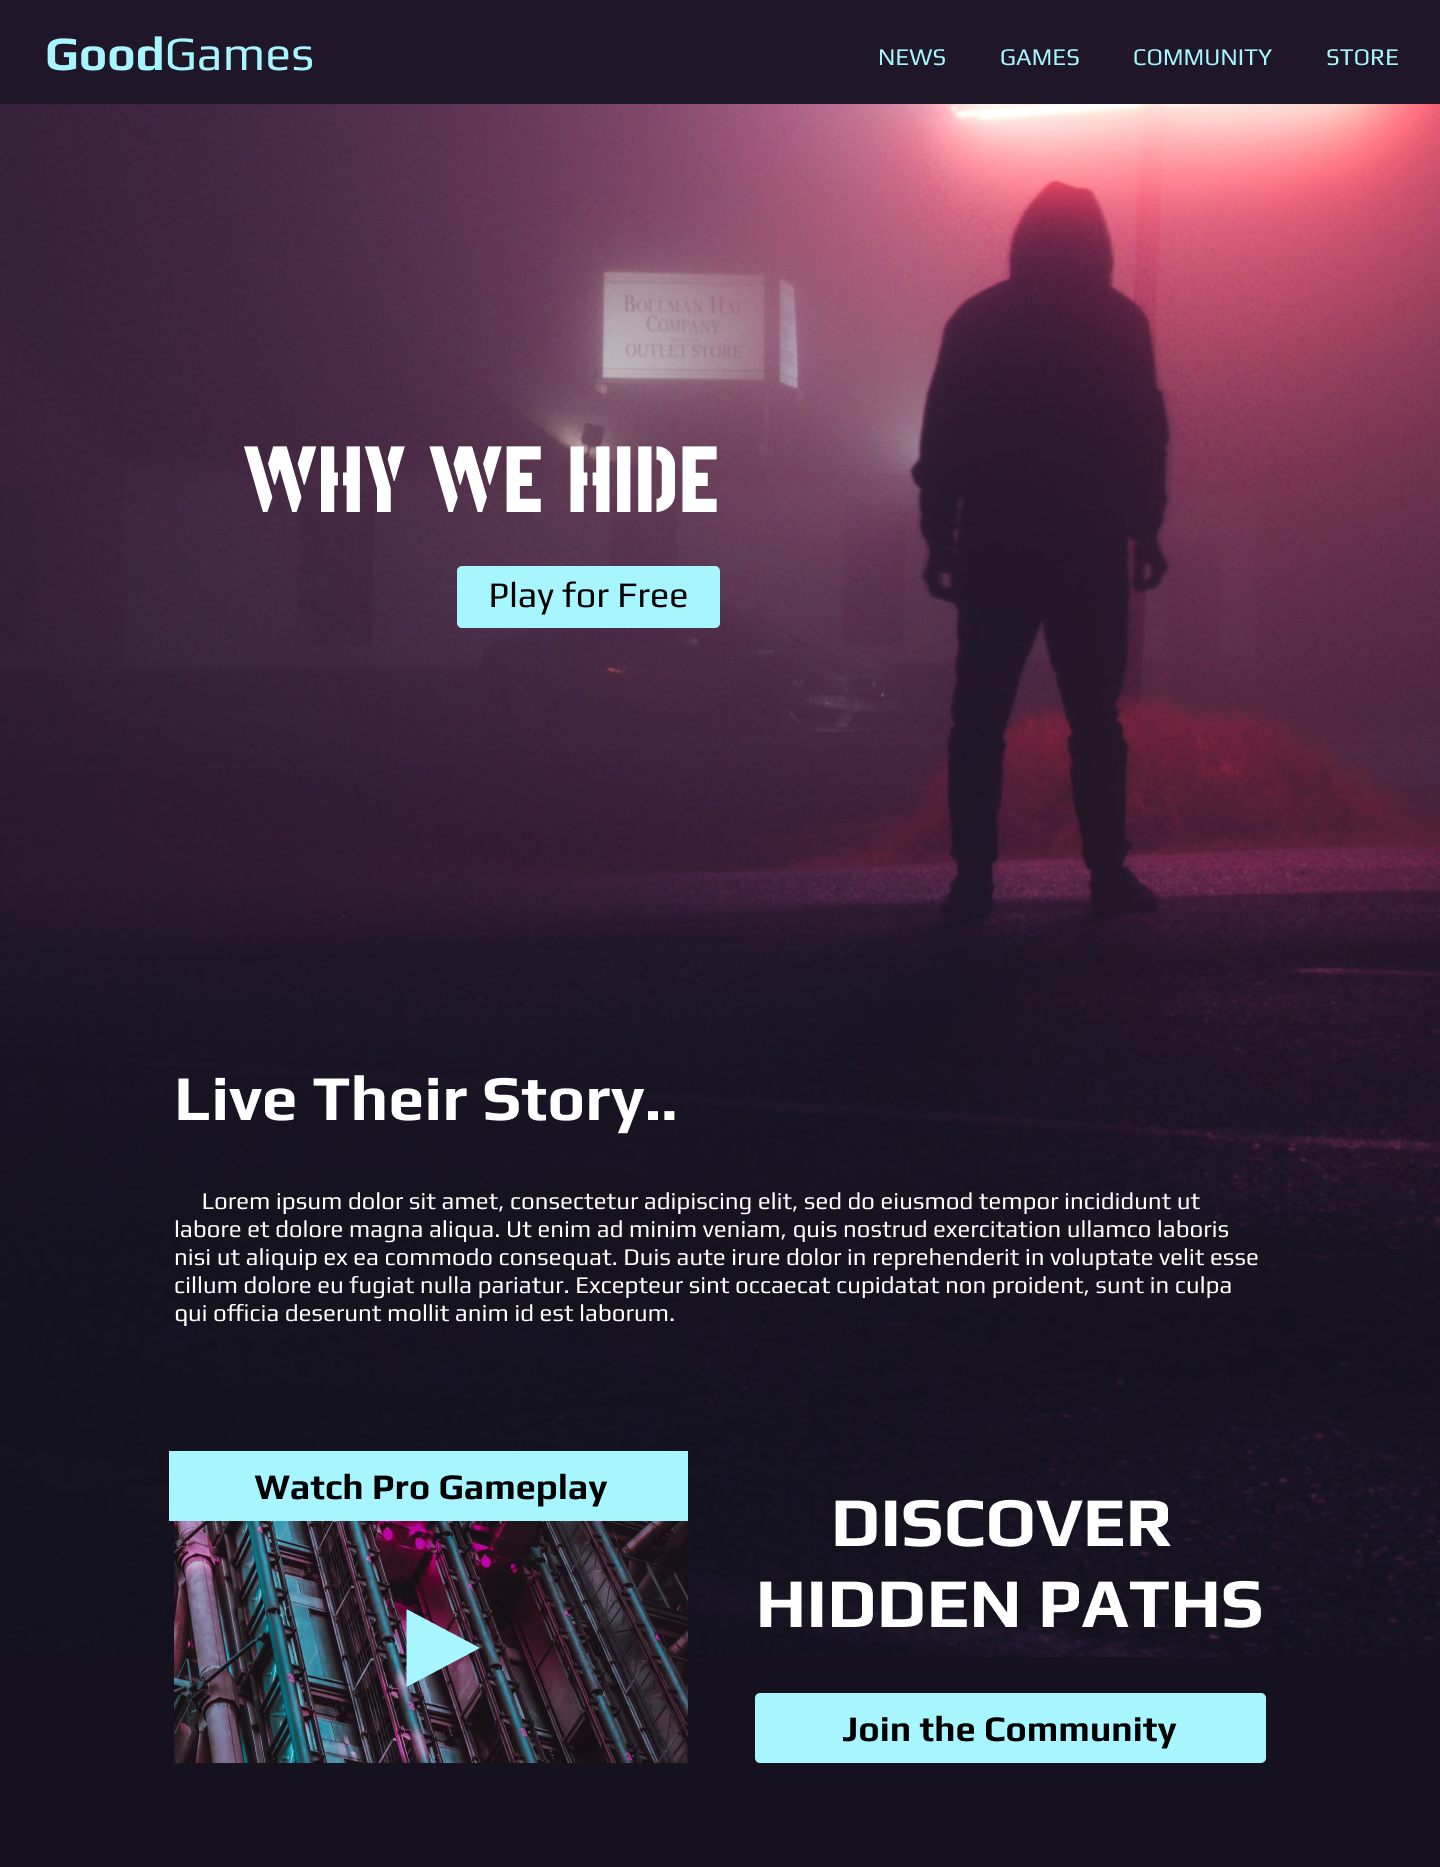 GoodGames
NEWS GAMES COMMUNITY STORE
BOLLMAN HAT
COMPANY
OUTLET STORE
WHY WE HIDE
Play for Free
Live Their Story..
Lorem ipsum dolor sit amet, consectetur adipiscing elit, sed do eiusmod tempor incididunt ut
labore et dolore magna aliqua. Ut enim ad minim veniam, quis nostrud exercitation ullamco laboris
nisi ut aliquip ex ea commodo consequat. Duis aute irure dolor in reprehenderit in voluptate velit esse
cillum dolore eu fugiat nulla pariatur. Excepteur sint occaecat cupidatat non proident, sunt in culpa
qui officia deserunt mollit anim id est laborum.
Watch Pro Gameplay
DISCOVER
HIDDEN PATHS
Join the Community